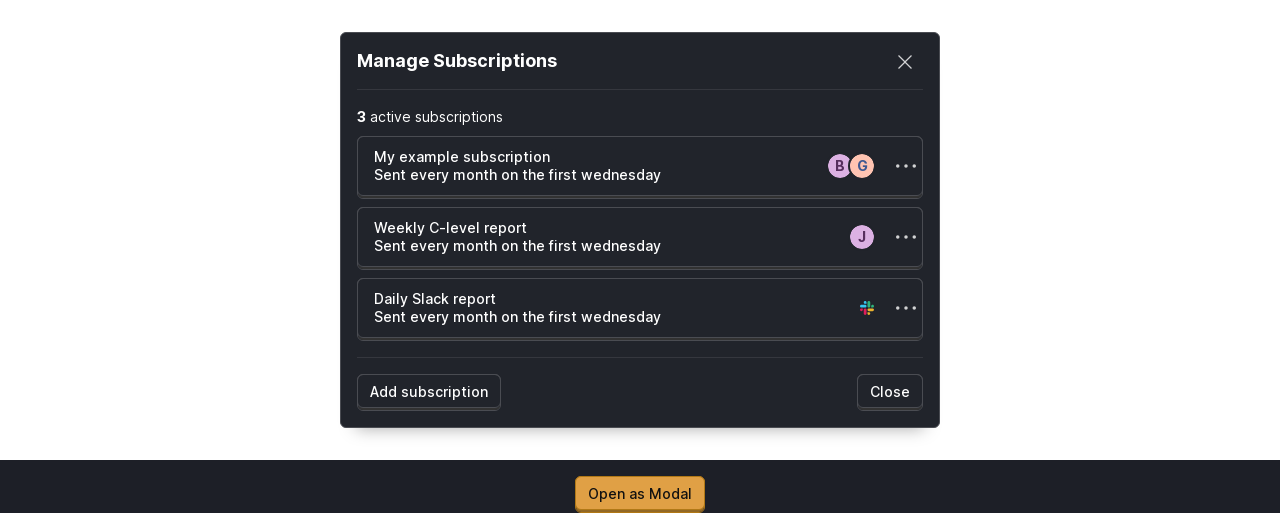 Manage Subscriptions
3 active subscriptions
My example subscription
Sent every month on the first wednesday
B G
Weekly C-level report
Sent every month on the first wednesday
J
Daily Slack report
Sent every month on the first wednesday
Add subscription
Close
Open as Modal